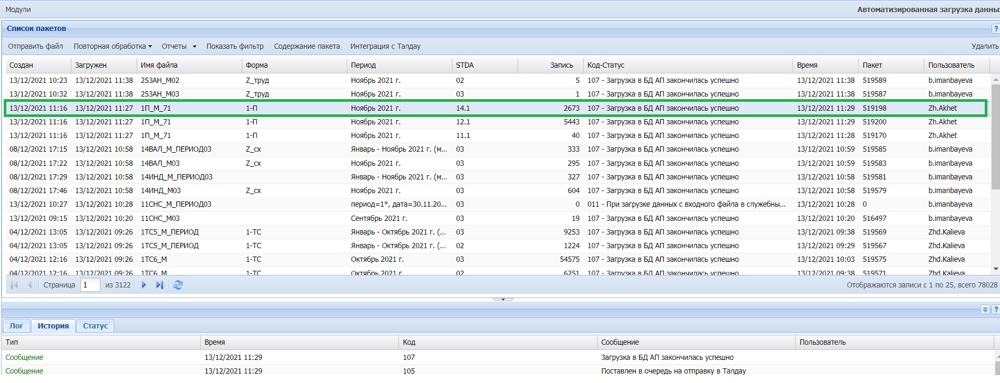 Модули Автоматизированная загрузка данны
Список пакетов
Отправить файл Повторная обработка Отчеты Показать фильтр Содержание пакета Интеграция с Талдау Удалить
Создан Загружен Имя файла Форма Период STDA Запись Код-Статус Время Пакет Пользователь
13/12/2021 10:23 13/12/2021 11:38 253АН_М02 Z_труд Ноябрь 2021 г. 02 5 107 - Загрузка в БД АП закончилась успешно 13/12/2021 11:38 519589 b.imanbayeva
13/12/2021 10:32 13/12/2021 11:38 253АН_М03 Z_труд Ноябрь 2021 г. 03 1 107 - Загрузка в БД АП закончилась успешно 13/12/2021 11:38 519587 b.imanbayeva
13/12/2021 11:16 13/12/2021 11:27 1П_М_71 1-П Ноябрь 2021 г. 14.1 2673 107 - Загрузка в БД АП закончилась успешно 13/12/2021 11:29 519198 Zh.Akhet
13/12/2021 11:16 13/12/2021 11:27 1П_М_71 1-П Ноябрь 2021 г. 12.1 5443 107 - Загрузка в БД АП закончилась успешно 13/12/2021 11:29 519200 Zh.Akhet
13/12/2021 11:16 13/12/2021 11:27 1П_М_71 1-П Ноябрь 2021 г. 11.1 40 107 - Загрузка в БД АП закончилась успешно 13/12/2021 11:28 519170 Zh.Akhet
08/12/2021 17:15 13/12/2021 10:58 14ВАЛ_М_ПЕРИОД03 Z_сх Январь - Ноябрь 2021 г. (м... 03 333 107 - Загрузка в БД АП закончилась успешно 13/12/2021 10:59 519585 b.imanbayeva
08/12/2021 17:22 13/12/2021 10:58 14ВАЛ_М03 Z_сх Ноябрь 2021 г. 03 295 107 - Загрузка в БД АП закончилась успешно 13/12/2021 10:59 519583 b.imanbayeva
08/12/2021 17:29 13/12/2021 10:58 14ИНД_М_ПЕРИОД03 Январь - Ноябрь 2021 г. (м... 03 327 107 - Загрузка в БД АП закончилась успешно 13/12/2021 10:58 519581 b.imanbayeva
08/12/2021 17:46 13/12/2021 10:58 14ИНД_М03 Z_сх Ноябрь 2021 г. 03 604 107 - Загрузка в БД АП закончилась успешно 13/12/2021 10:58 519579 b.imanbayeva
13/12/2021 10:27 13/12/2021 10:28 11СНС_М_ПЕРИОД03 период=1*, дата=30.11.20... 03 0 011 - При загрузке данных с входного файла в служебны... 13/12/2021 10:28 0 b.imanbayeva
13/12/2021 09:15 13/12/2021 10:20 11СНС_М03 Сентябрь 2021 г. 03 19 107 - Загрузка в БД АП закончилась успешно 13/12/2021 10:20 516497 b.imanbayeva
04/12/2021 13:05 13/12/2021 09:26 1ТС5_М_ПЕРИОД 1-ТС Январь - Октябрь 2021 г. (... 03 9253 107 - Загрузка в БД АП закончилась успешно 13/12/2021 09:38 519569 Zhd.Kalieva
04/12/2021 13:05 13/12/2021 09:26 1ТС5_М_ПЕРИОД 1-ТС Январь - Октябрь 2021 г. (... 02 1224 107 - Загрузка в БД АП закончилась успешно 13/12/2021 09:29 519567 Zhd.Kalieva
04/12/2021 12:16 13/12/2021 09:26 1ТС6_М 1-ТС Октябрь 2021 г. 03 54575 107 - Загрузка в БД АП закончилась успешно 13/12/2021 10:03 519575 Zhd.Kalieva
04/12/2021 12:16 13/12/2021 09:26 1ТС6_М 1-ТС Октябрь 2021 г. 02 6251 107 - Загрузка в БД АП закончилась успешно 13/12/2021 09:38 519571 Zhd.Kalieva
Страница 1 из 3122 Отображаются записи с 1 по 25, всего 78028
Лог История Статус
Тип Время Код Сообщение Пользователь
Сообщение 13/12/2021 11:29 107 Загрузка в БД АП закончилась успешно
Сообщение 13/12/2021 11:29 105 Поставлен в очередь на отправку в Талдау